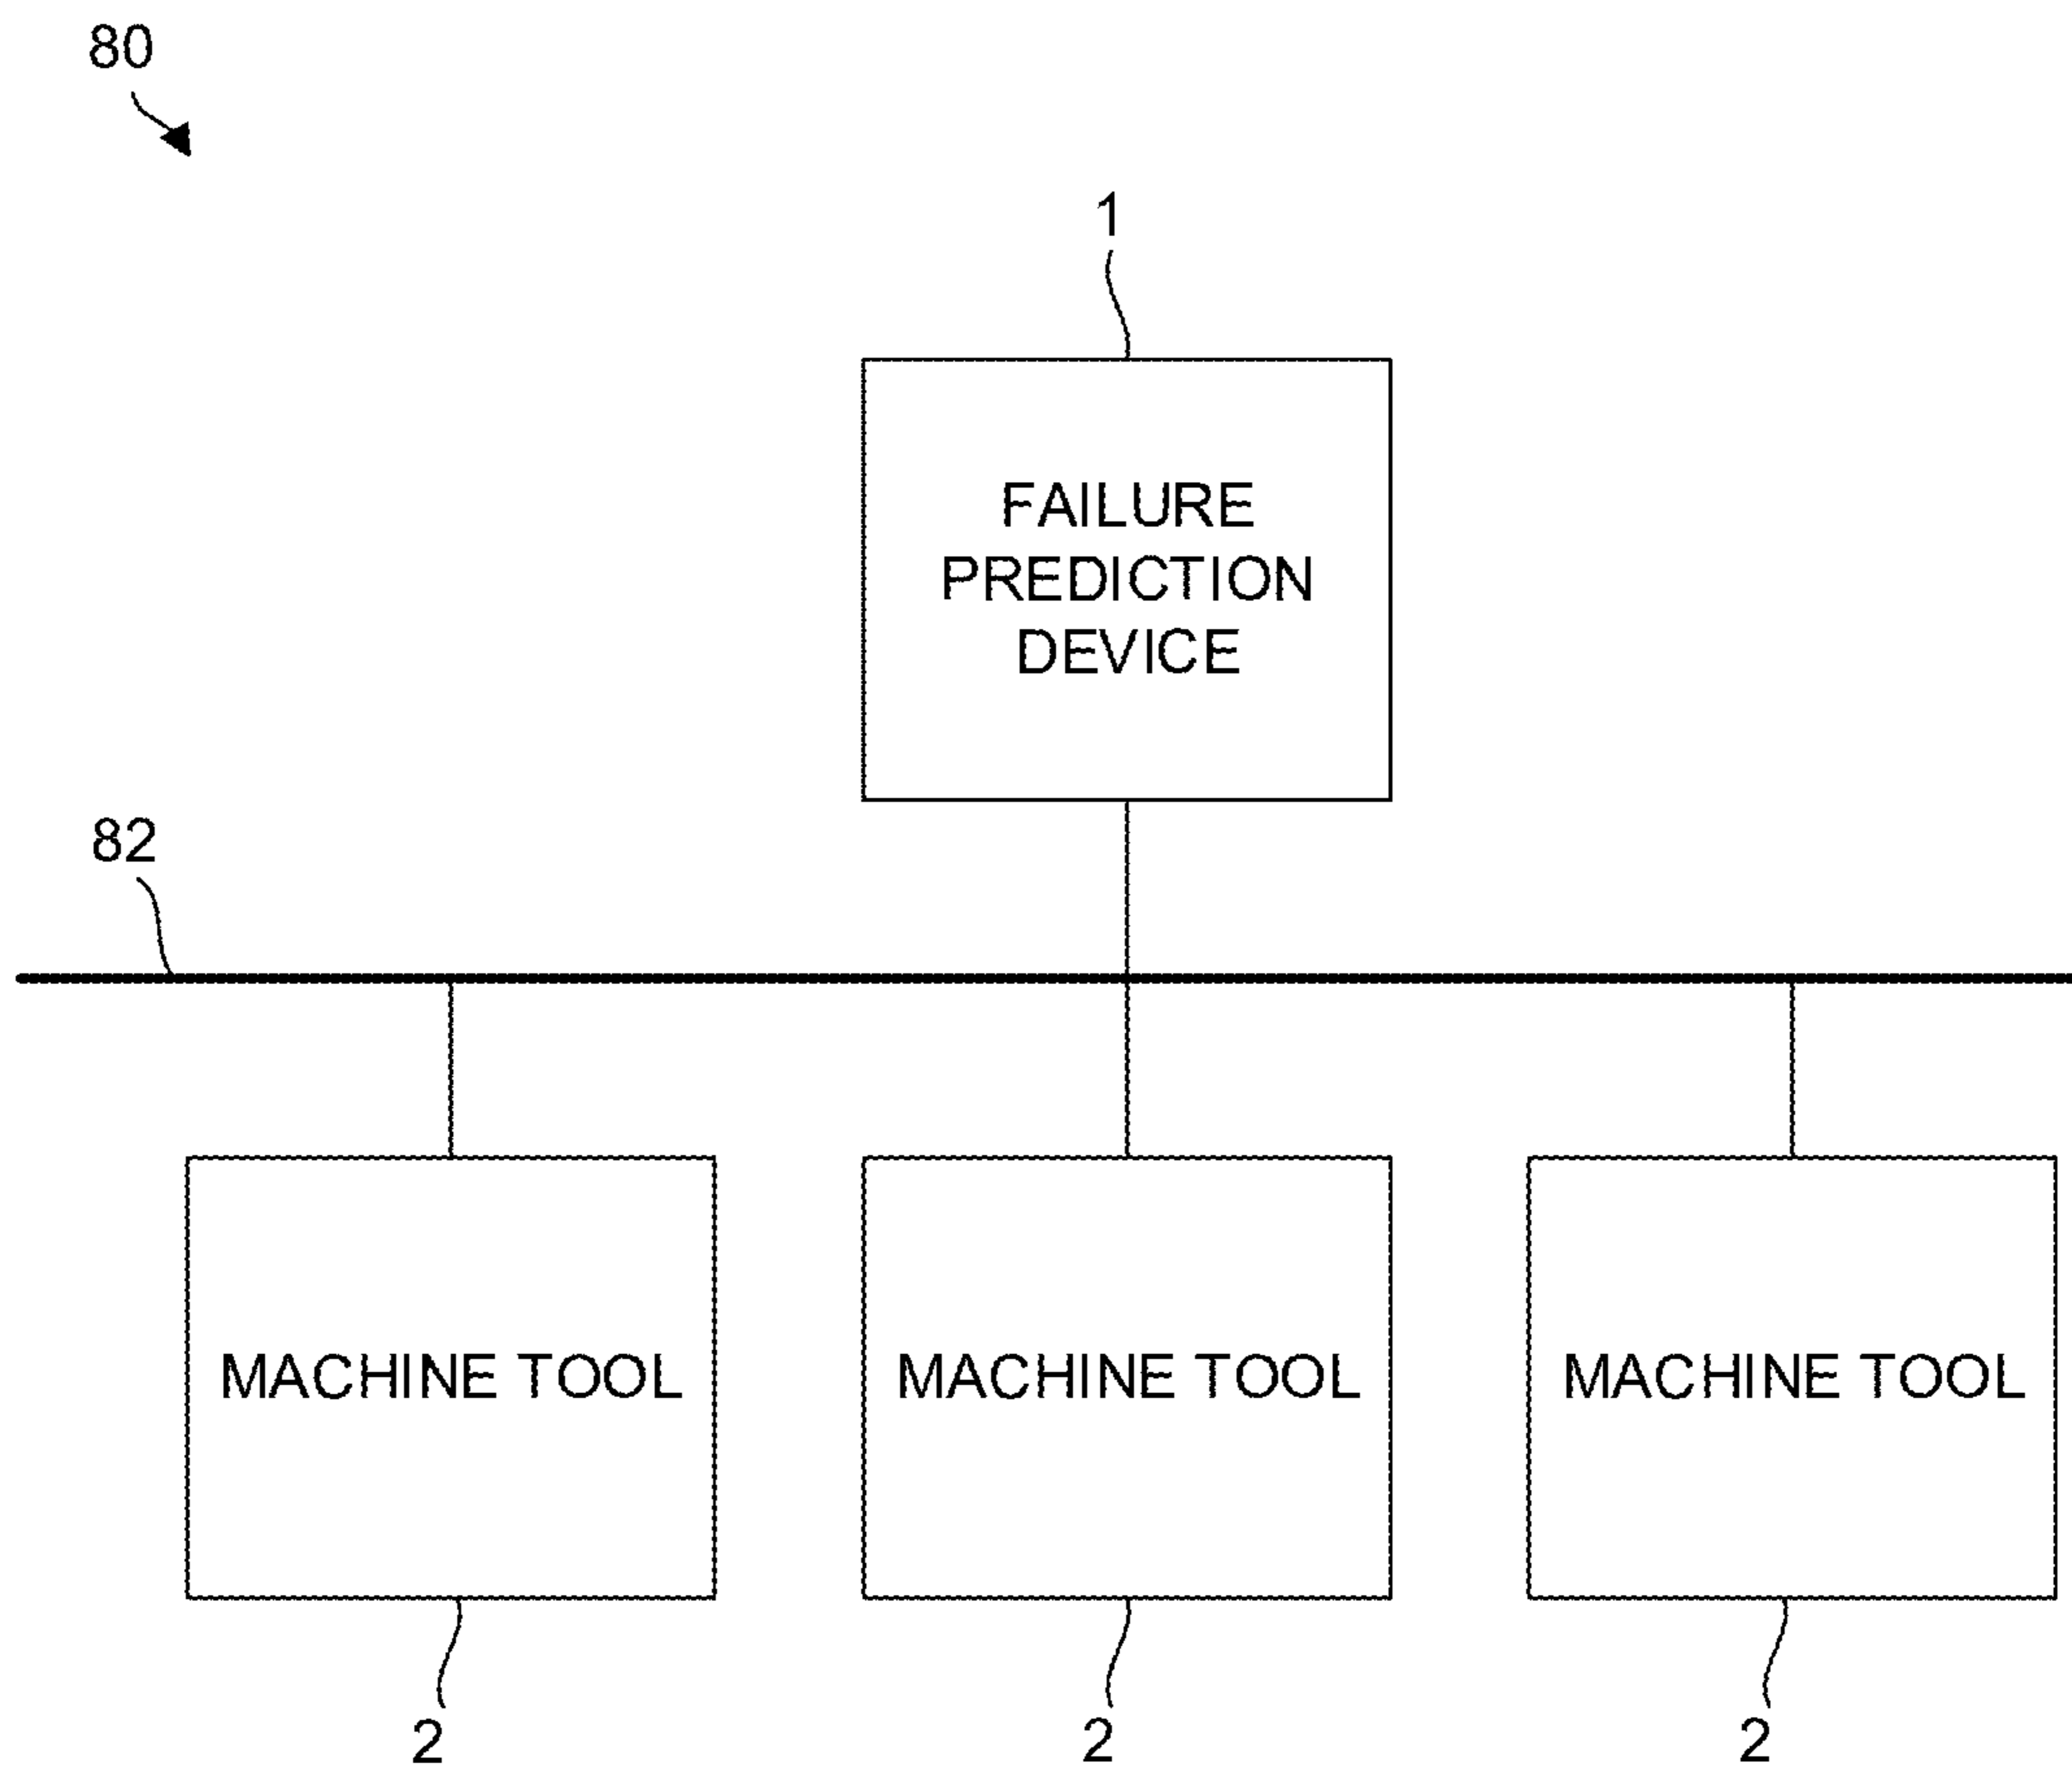 80
1
FAILURE
PREDICTION
DEVICE
82
MACHINE TOOL
MACHINE TOOL
MACHINE TOOL
2
2
2